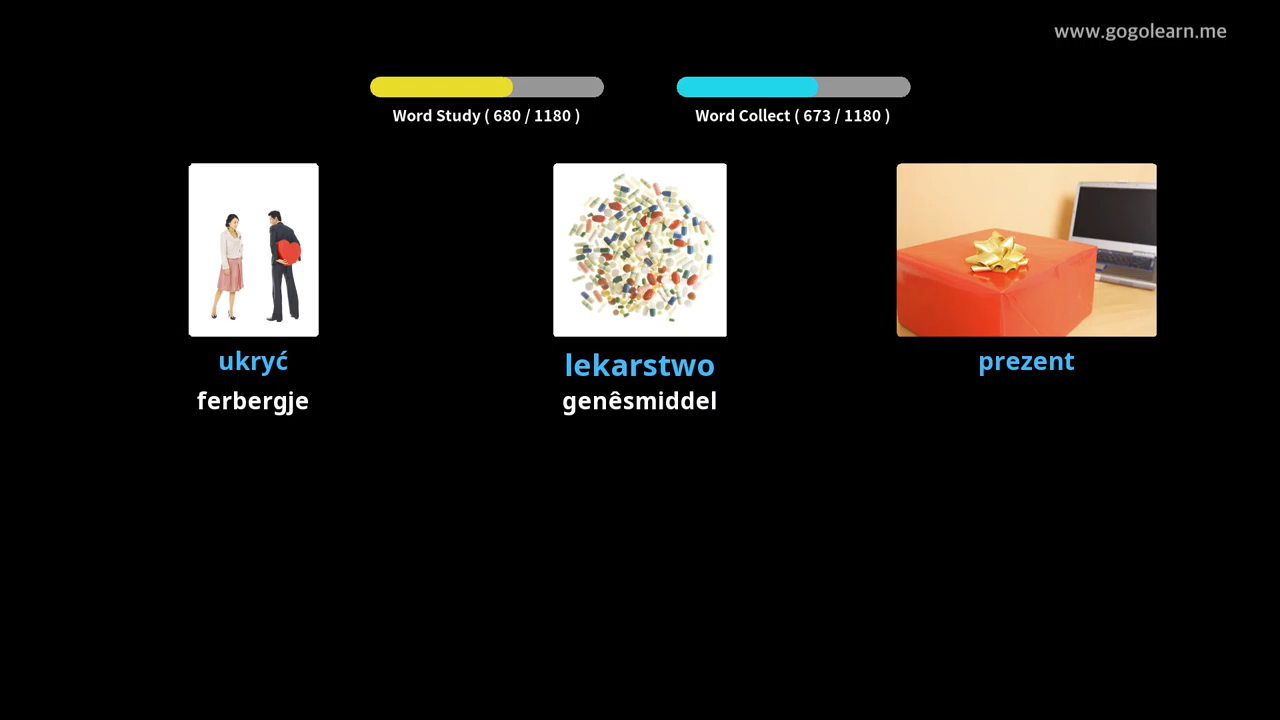 www.gogolearn.me
Word Study ( 680 / 1180 )
Word Collect ( 673 / 1180 )
ukryć
lekarstwo
prezent
ferbergje
genêsmiddel